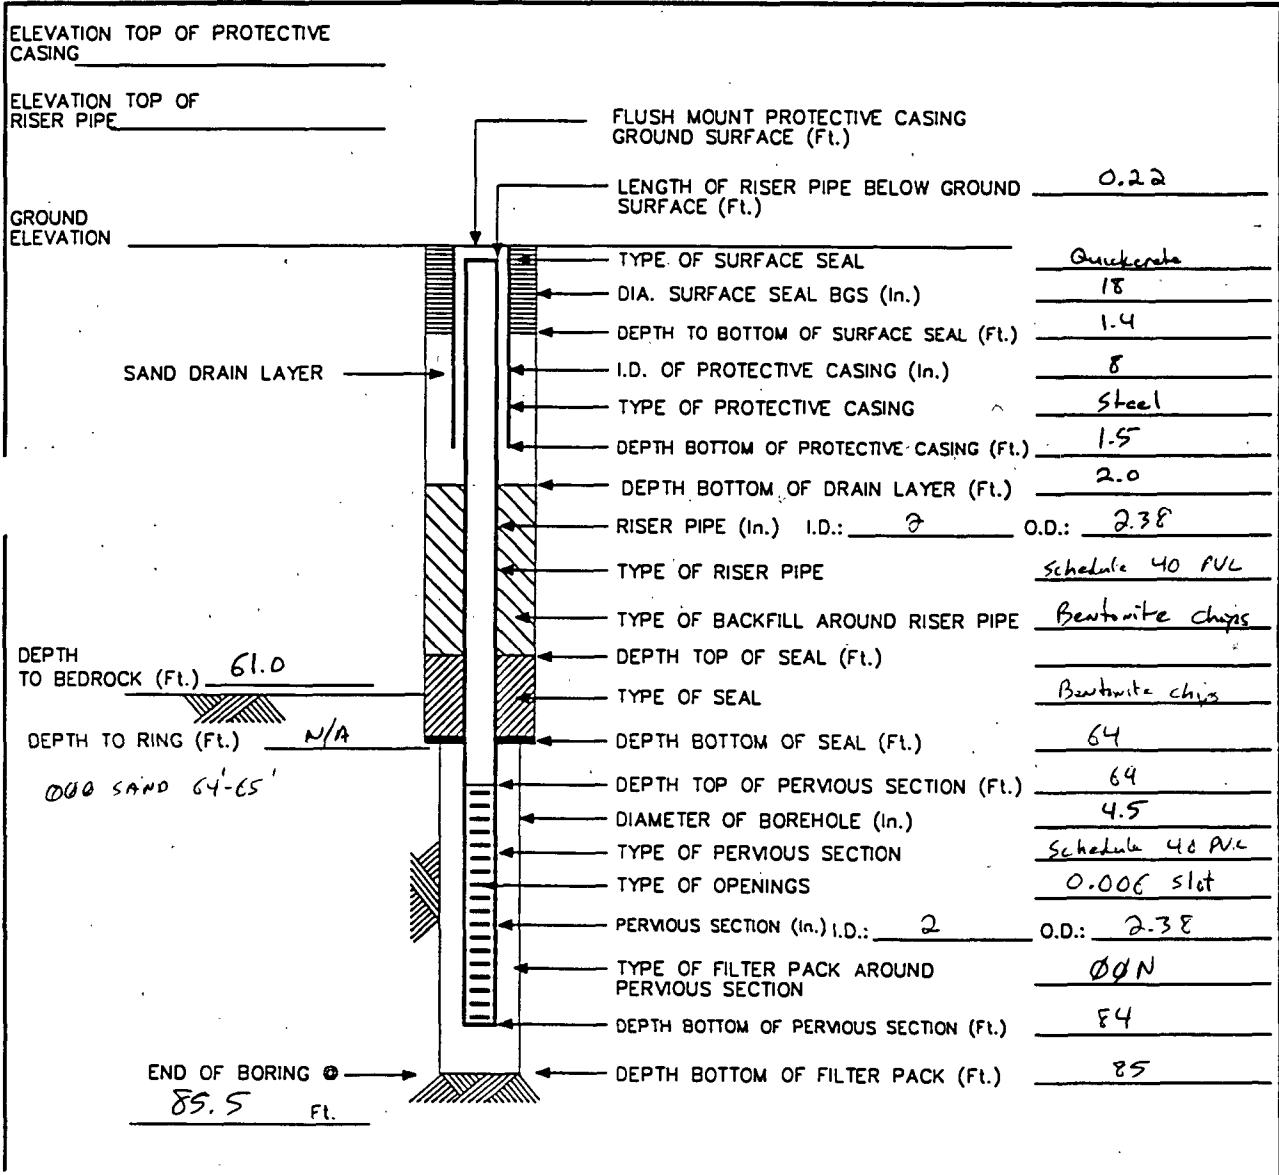 ELEVATION TOP OF PROTECTIVE
CASING
ELEVATION TOP OF
RISER PIPE
FLUSH MOUNT PROTECTIVE CASING
GROUND SURFACE (Ft.)
LENGTH OF RISER PIPE BELOW GROUND 0.22
SURFACE (Ft.)
GROUND
ELEVATION
TYPE OF SURFACE SEAL Quickcrete
DIA. SURFACE SEAL BGS (In.) 18
DEPTH TO BOTTOM OF SURFACE SEAL (Ft.) 1.4
SAND DRAIN LAYER
I.D. OF PROTECTIVE CASING (In.) 8
TYPE OF PROTECTIVE CASING Steel
DEPTH BOTTOM OF PROTECTIVE CASING (Ft.) 1.5
DEPTH BOTTOM OF DRAIN LAYER (Ft.) 2.0
RISER PIPE (In.) I.D.: 2 O.D.: 2.38
TYPE OF RISER PIPE Schedule 40 PVC
TYPE OF BACKFILL AROUND RISER PIPE Bentonite Chips
DEPTH
TO BEDROCK (Ft.) 61.0
DEPTH TOP OF SEAL (Ft.)
TYPE OF SEAL Bentonite chips
DEPTH TO RING (Ft.) N/A
DEPTH BOTTOM OF SEAL (Ft.) 64
000 SAND 64'-65'
DEPTH TOP OF PERVIOUS SECTION (Ft.) 64
DIAMETER OF BOREHOLE (In.) 4.5
TYPE OF PERVIOUS SECTION Schedule 40 PVC
TYPE OF OPENINGS 0.006 slot
PERVIOUS SECTION (In.) I.D.: 2 O.D.: 2.38
TYPE OF FILTER PACK AROUND 00N
PERVIOUS SECTION
DEPTH BOTTOM OF PERVIOUS SECTION (Ft.) 84
END OF BORING @
85.5 Ft.
DEPTH BOTTOM OF FILTER PACK (Ft.) 85